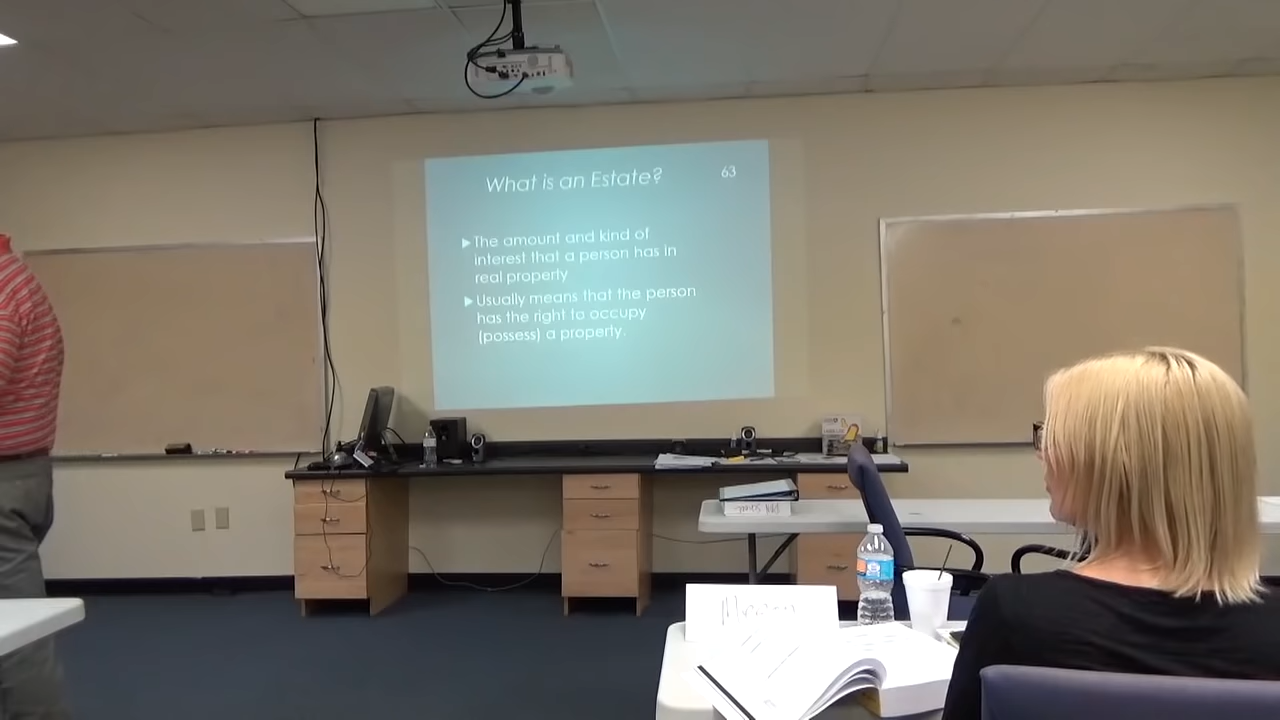 What is an Estate?
63
▶The amount and kind of
interest that a person has in
real property
▶Usually means that the person
has the right to occupy
(possess) a property.